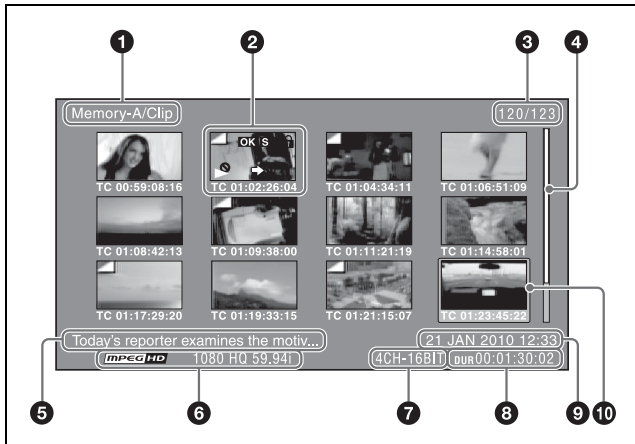 1 2 3 4
Memory-A/Clip 120/123
OK S
TC 00:59:08:16 TC 01:02:26:04 TC 01:04:34:11 TC 01:06:51:09
TC 01:08:42:13 TC 01:09:38:00 TC 01:11:21:19 TC 01:14:58:01
TC 01:17:29:20 TC 01:19:33:15 TC 01:21:15:07 TC 01:23:45:22
Today's reporter examines the motiv... 21 JAN 2010 12:33
MPEG HD 1080 HQ 59.94i 4CH-16BIT DUR 00:01:30:02
5 6 7 8 9 10